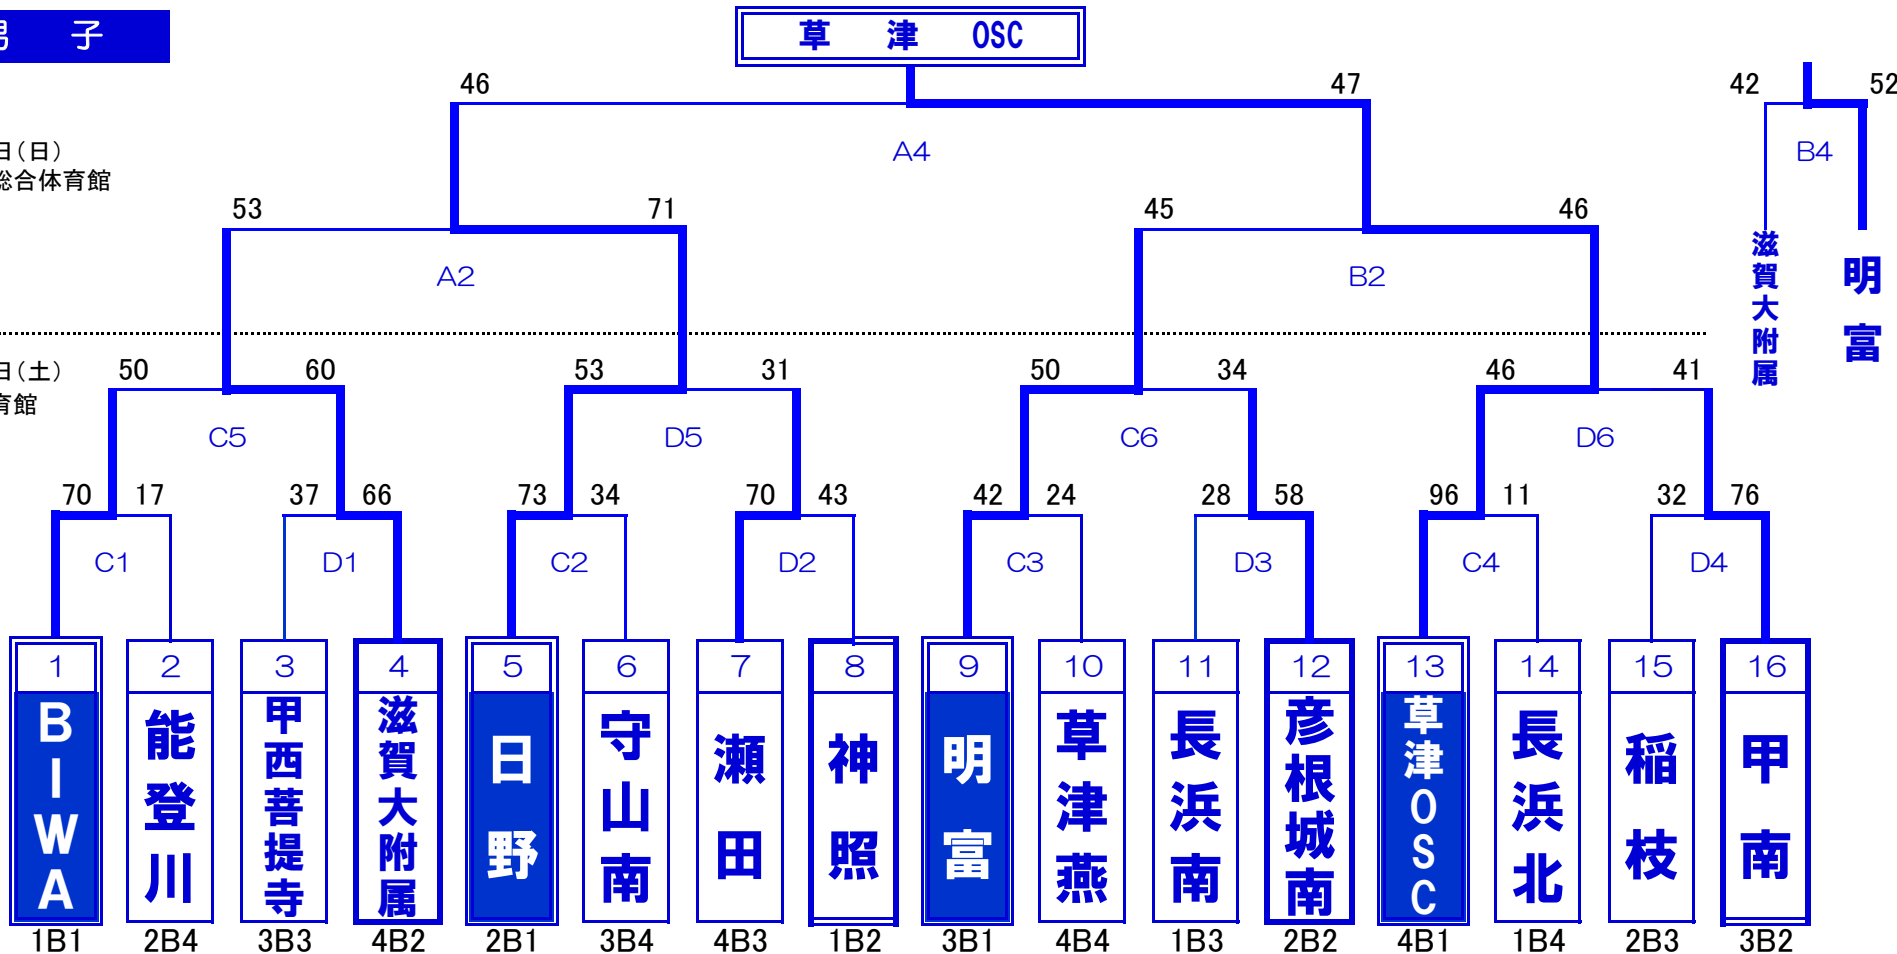 男 子
草 津 OSC
46 47
42 52
日(日)
総合体育館
A4
B4
53 71
45 46
滋賀大附属
明富
A2
B2
日(土)
育館
50 60
53 31
50 34
46 41
C5
D5
C6
D6
70 17
37 66
73 34
70 43
42 24
28 58
96 11
32 76
C1
D1
C2
D2
C3
D3
C4
D4
1 2 3 4 5 6 7 8 9 10 11 12 13 14 15 16
BIWA
能登川
甲西菩提寺
滋賀大附属
日野
守山南
瀬田
神照
明富
草津燕
長浜南
彦根城南
草津OSC
長浜北
稲枝
甲南
1B1 2B4 3B3 4B2 2B1 3B4 4B3 1B2 3B1 4B4 1B3 2B2 4B1 1B4 2B3 3B2